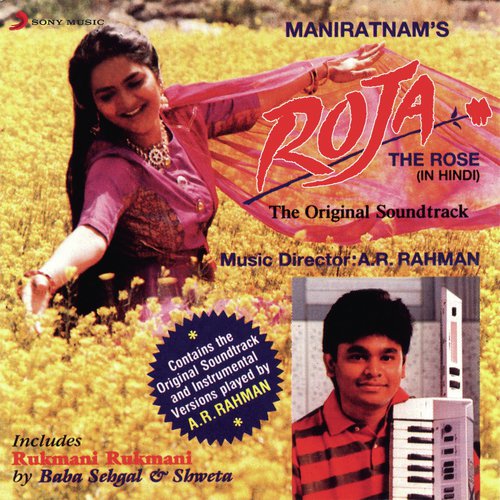 SONY MUSIC
MANIRATNAM'S
ROJA
THE ROSE
(IN HINDI)
The Original Soundtrack
Music Director:A.R. RAHMAN
Contains the
Original Soundtrack
and Instrumental
Versions played by
A.R. RAHMAN
Includes
Rukmani Rukmani
by Baba Sehgal & Shweta